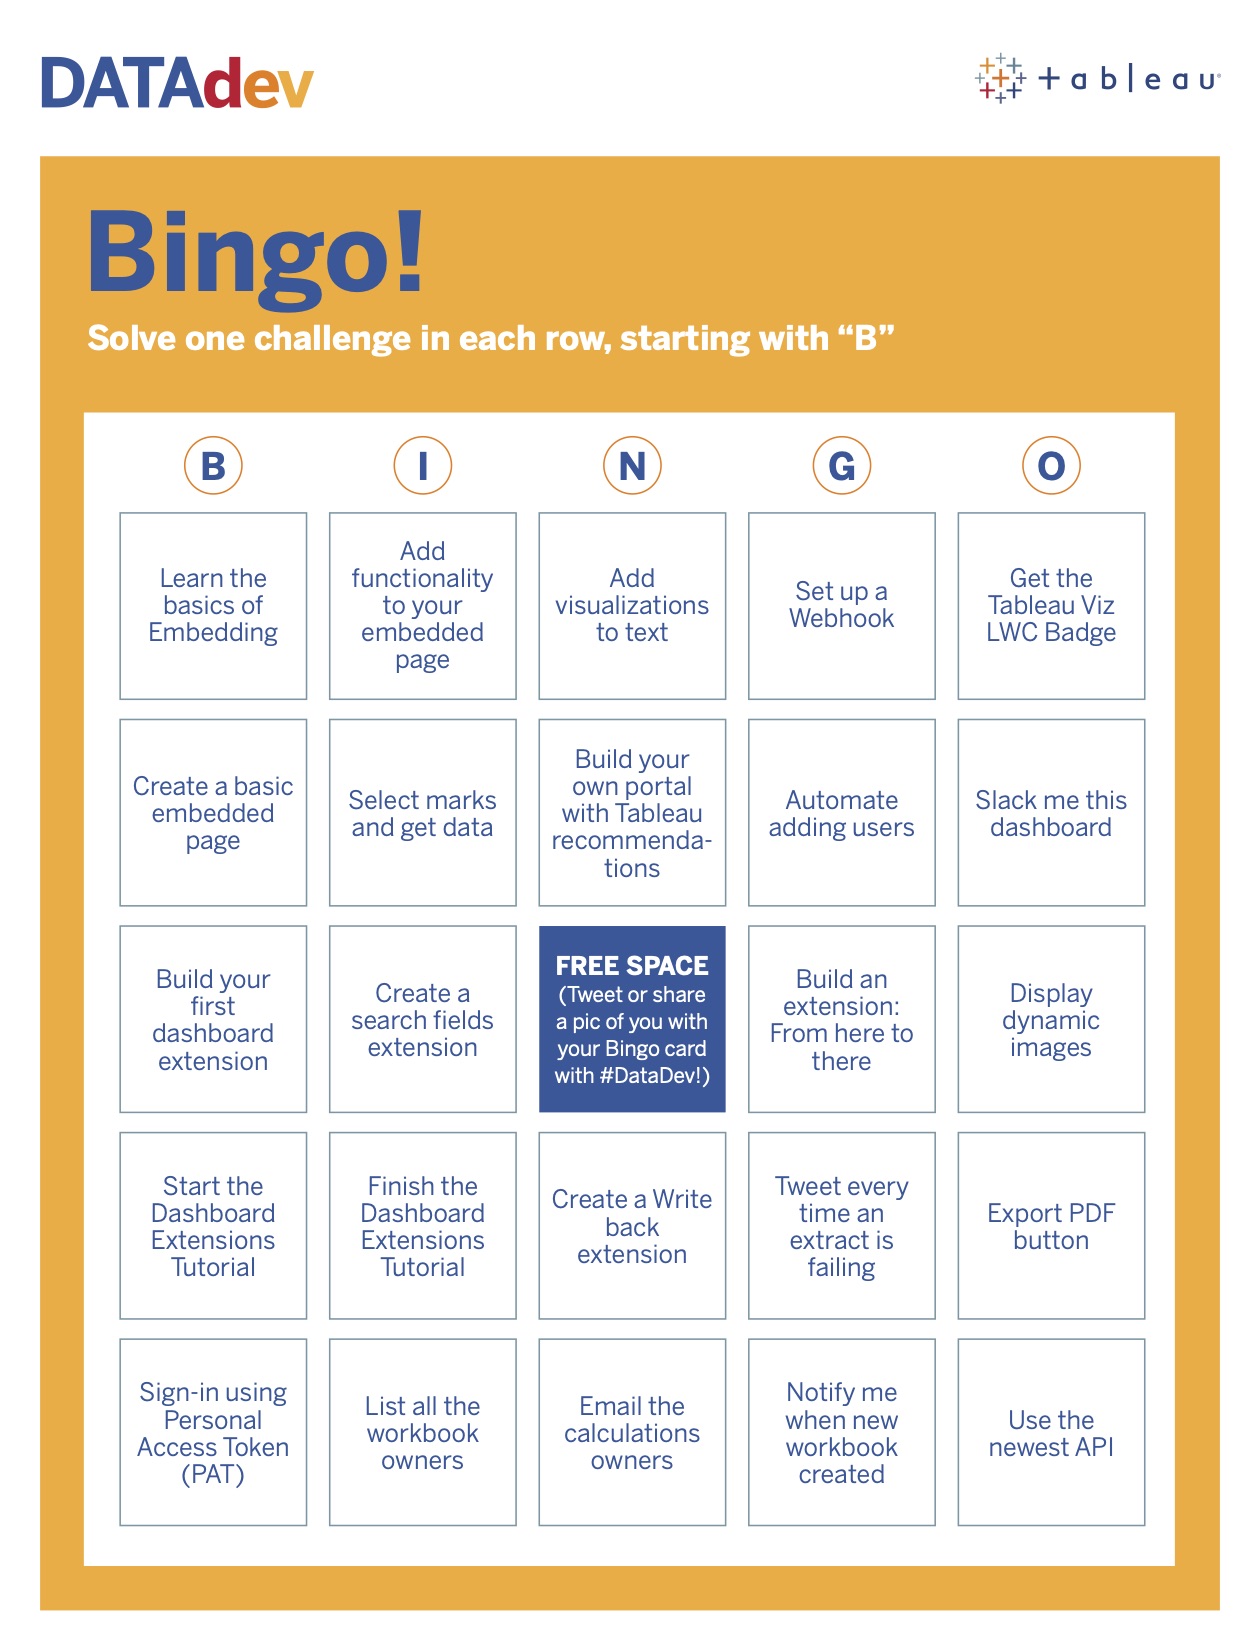 DATAdev
+ableau
Bingo!
Solve one challenge in each row, starting with “B”
B
I
N
G
O
Learn the
basics of
Embedding
Add
functionality
to your
embedded
page
Add
visualizations
to text
Set up a
Webhook
Get the
Tableau Viz
LWC Badge
Create a basic
embedded
page
Select marks
and get data
Build your
own portal
with Tableau
recommenda-
tions
Automate
adding users
Slack me this
dashboard
Build your
first
dashboard
extension
Create a
search fields
extension
FREE SPACE
(Tweet or share
a pic of you with
your Bingo card
with #DataDev!)
Build an
extension:
From here to
there
Display
dynamic
images
Start the
Dashboard
Extensions
Tutorial
Finish the
Dashboard
Extensions
Tutorial
Create a Write
back
extension
Tweet every
time an
extract is
failing
Export PDF
button
Sign-in using
Personal
Access Token
(PAT)
List all the
workbook
owners
Email the
calculations
owners
Notify me
when new
workbook
created
Use the
newest API